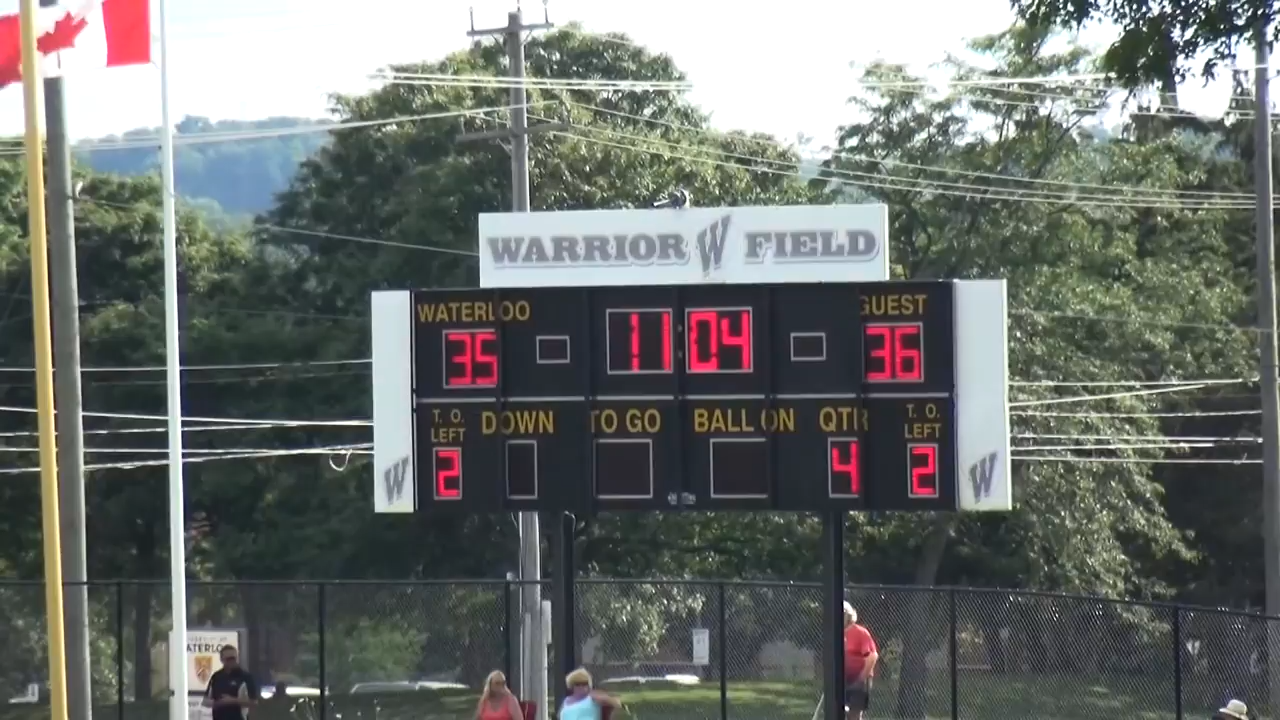 WARRIOR W FIELD
WATERLOO GUEST
35 11:04 36
T. O. LEFT DOWN TO GO BALL ON QTR T. O. LEFT
2 4 2
W W
WATERLOO